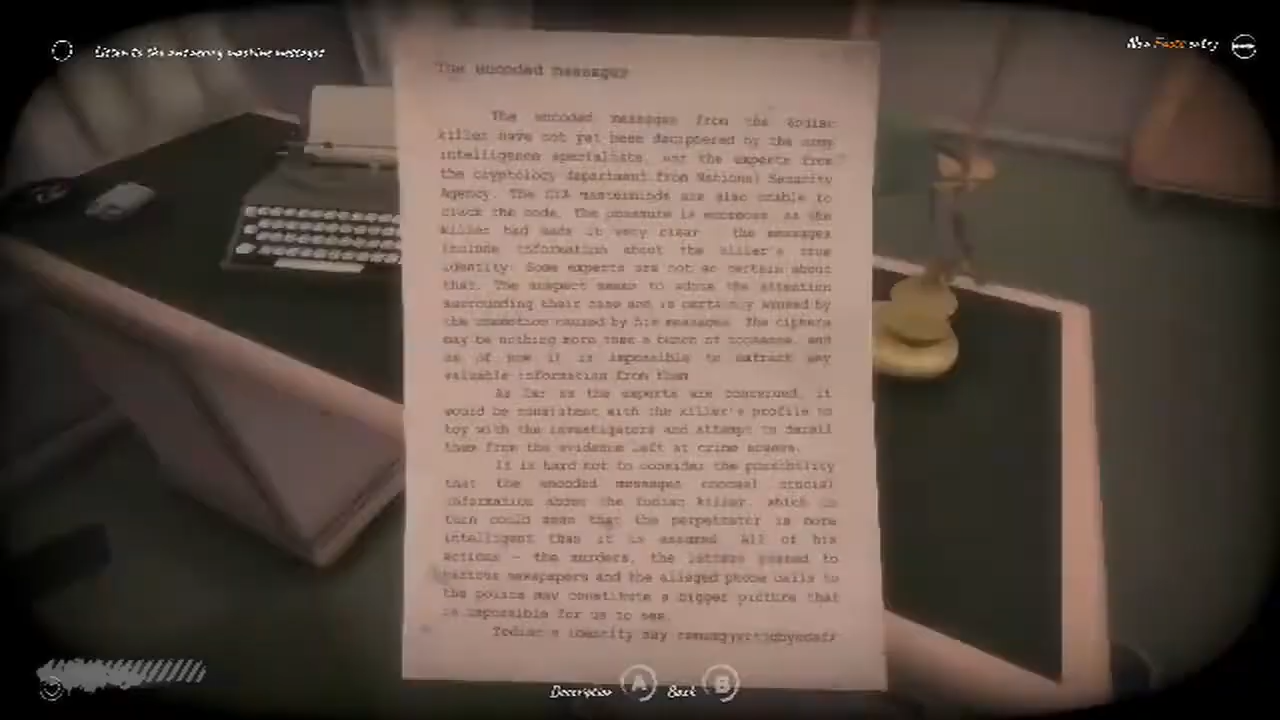 Listen to the answering machine messages
New Facts entry
The encoded messages
The encoded messages from the Zodiac
killer have not yet been deciphered by the army
intelligence specialists, nor the experts from
the cryptology department from National Security
Agency. The CIA masterminds are also unable to
crack the code. The pressure is enormous, as the
killer had made it very clear - the messages
include information about the killer's true
identity. Some experts are not so certain about
that. The suspect seems to adore the attention
surrounding their case and is certainly amused by
the commotion caused by his messages. The ciphers
may be nothing more than a bunch of nonsense, and
as of now it is impossible to extract any
valuable information from them.
As far as the experts are concerned, it
would be consistent with the killer's profile to
toy with the investigators and attempt to derail
them from the evidence left at crime scenes.
It is hard not to consider the possibility
that the encoded messages conceal crucial
information about the Zodiac killer, which in
turn could mean that the perpetrator is more
intelligent than it is assumed. All of his
actions - the murders, the letters posted to
various newspapers and the alleged phone calls to
the police may constitute a bigger picture that
is impossible for us to see.
Zodiac's identity may
Description A Back B